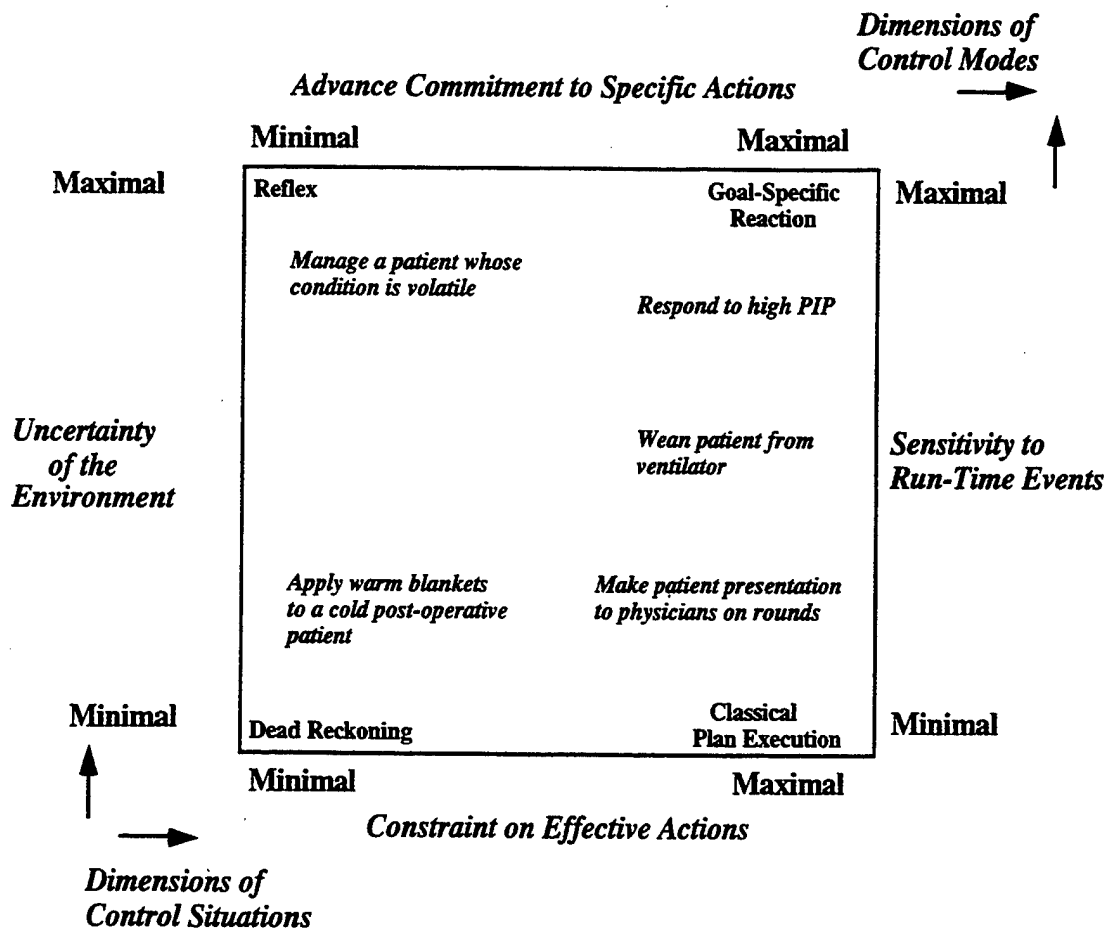 Dimensions of
Control Modes
Advance Commitment to Specific Actions
Minimal
Maximal
Maximal
Maximal
Reflex
Goal-Specific
Reaction
Manage a patient whose
condition is volatile
Respond to high PIP
Uncertainty
of the
Environment
Wean patient from
ventilator
Sensitivity to
Run-Time Events
Apply warm blankets
to a cold post-operative
patient
Make patient presentation
to physicians on rounds
Minimal
Minimal
Dead Reckoning
Classical
Plan Execution
Minimal
Maximal
Constraint on Effective Actions
Dimensions of
Control Situations